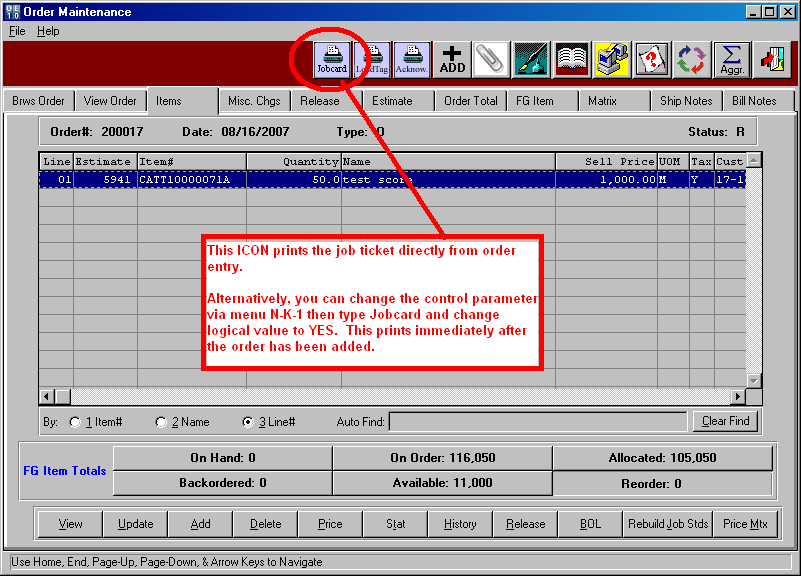 OE
10
Order Maintenance
File Help
Jobcard
LoadTag
Acknow.
ADD
Aggr.
Brws Order View Order Items Misc. Chgs Release Estimate Order Total FG Item Matrix Ship Notes Bill Notes
Order#: 200017 Date: 08/16/2007 Type: O Status: R
Line Estimate Item# Quantity Name Sell Price UOM Tax Cust
01 5941 CATT10000071A 50.0 test score 1,000.00 M Y 17-1
This ICON prints the job ticket directly from order
entry.
Alternatively, you can change the control parameter
via menu N-K-1 then type Jobcard and change
logical value to YES. This prints immediately after
the order has been added.
By: 1 Item# 2 Name 3 Line# Auto Find: Clear Find
FG Item Totals
On Hand: 0 On Order: 116,050 Allocated: 105,050
Backordered: 0 Available: 11,000 Reorder: 0
View Update Add Delete Price Stat History Release BOL Rebuild Job Stds Price Mtx
Use Home, End, Page-Up, Page-Down, & Arrow Keys to Navigate